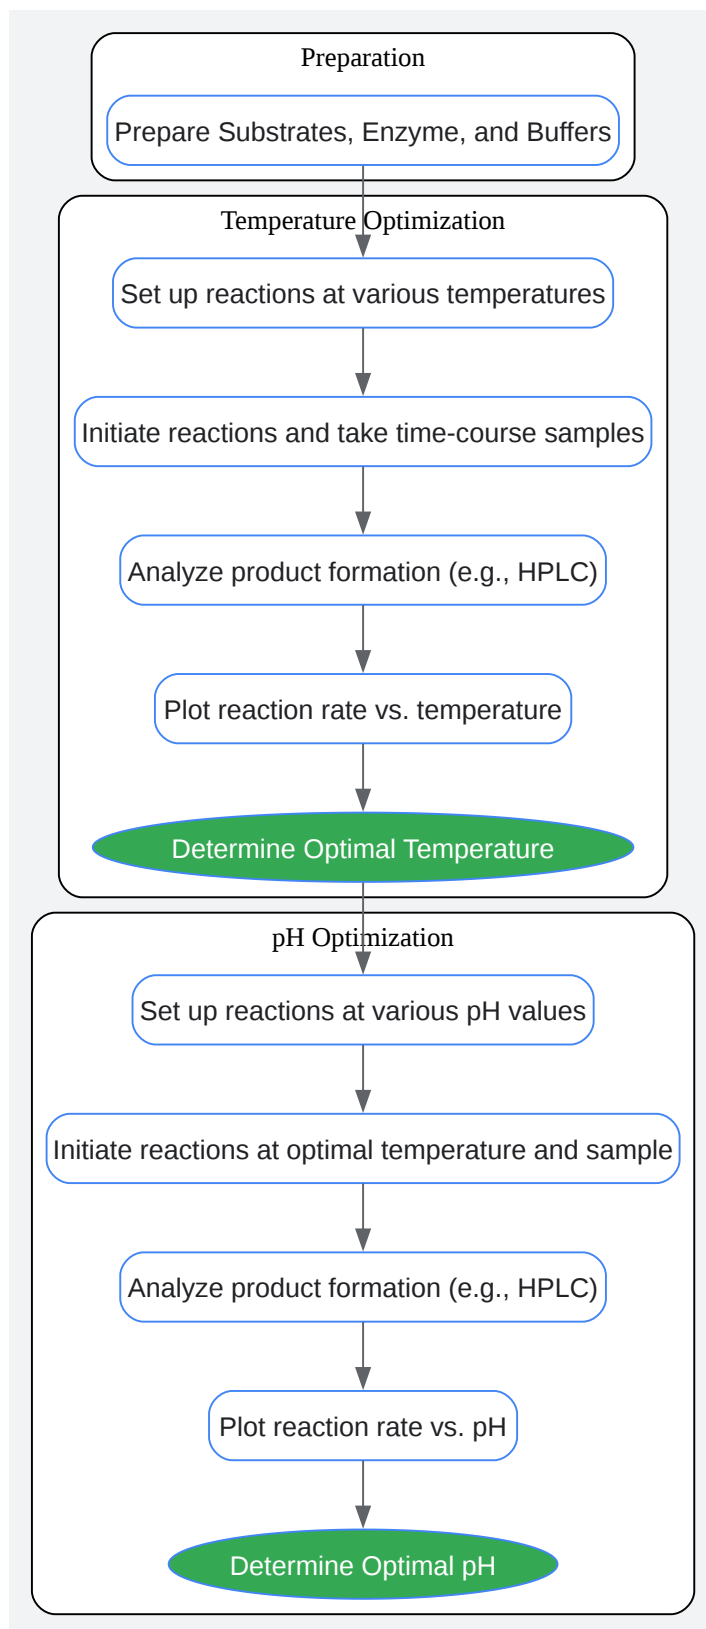 Preparation
Prepare Substrates, Enzyme, and Buffers
Temperature Optimization
Set up reactions at various temperatures
Initiate reactions and take time-course samples
Analyze product formation (e.g., HPLC)
Plot reaction rate vs. temperature
Determine Optimal Temperature
pH Optimization
Set up reactions at various pH values
Initiate reactions at optimal temperature and sample
Analyze product formation (e.g., HPLC)
Plot reaction rate vs. pH
Determine Optimal pH